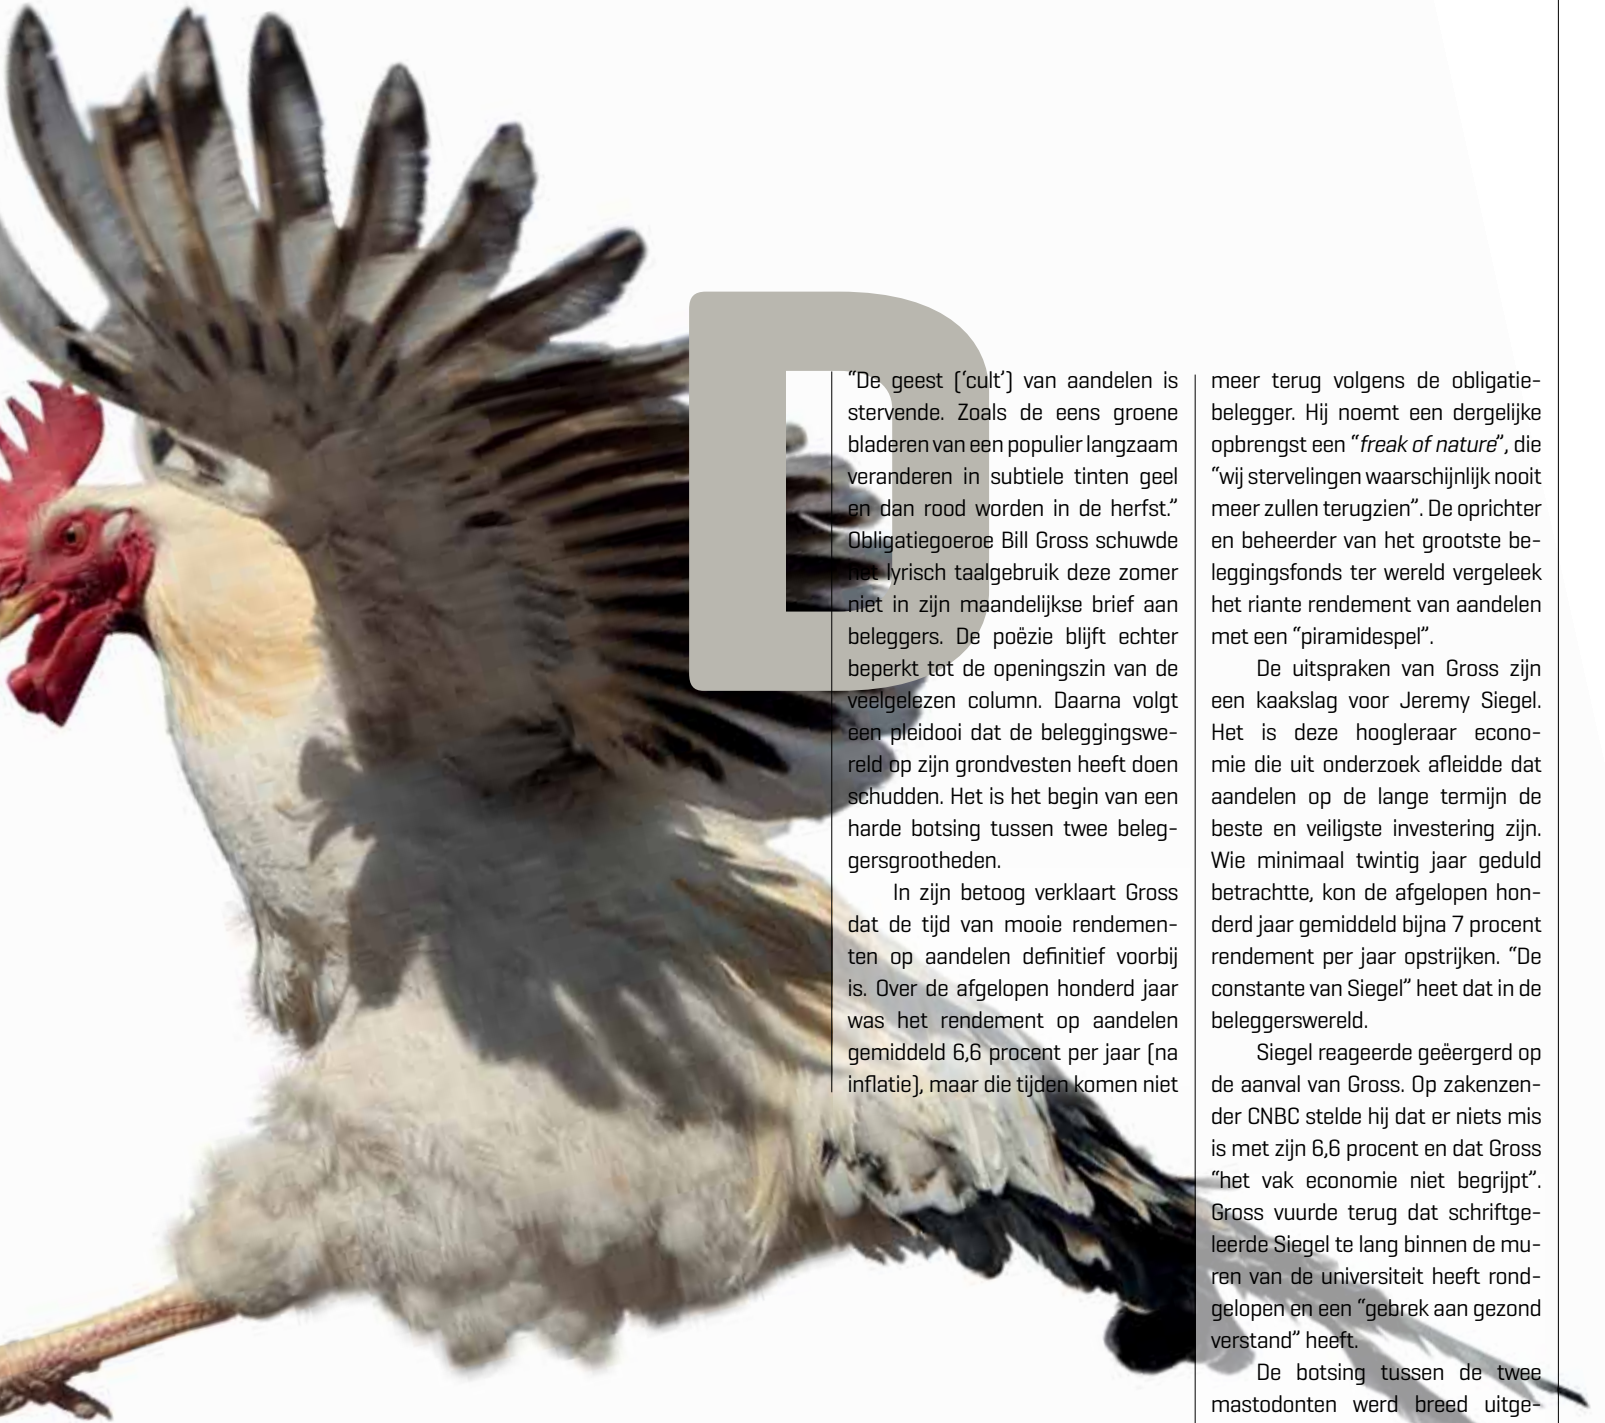 D
“De geest (‘cult’) van aandelen is
stervende. Zoals de eens groene
bladeren van een populier langzaam
veranderen in subtiele tinten geel
en dan rood worden in de herfst.”
Obligatiegoeroe Bill Gross schuwde
het lyrisch taalgebruik deze zomer
niet in zijn maandelijkse brief aan
beleggers. De poëzie blijft echter
beperkt tot de openingszin van de
veelgelezen column. Daarna volgt
een pleidooi dat de beleggingswe-
reld op zijn grondvesten heeft doen
schudden. Het is het begin van een
harde botsing tussen twee beleg-
gersgrootheden.
In zijn betoog verklaart Gross
dat de tijd van mooie rendemen-
ten op aandelen definitief voorbij
is. Over de afgelopen honderd jaar
was het rendement op aandelen
gemiddeld 6,6 procent per jaar (na
inflatie), maar die tijden komen niet
meer terug volgens de obligatie-
belegger. Hij noemt een dergelijke
opbrengst een “freak of nature”, die
“wij stervelingen waarschijnlijk nooit
meer zullen terugzien”. De oprichter
en beheerder van het grootste be-
leggingsfonds ter wereld vergeleek
het riante rendement van aandelen
met een “piramidespel”.
De uitspraken van Gross zijn
een kaakslag voor Jeremy Siegel.
Het is deze hoogleraar econo-
mie die uit onderzoek afleidde dat
aandelen op de lange termijn de
beste en veiligste investering zijn.
Wie minimaal twintig jaar geduld
betrachtte, kon de afgelopen hon-
derd jaar gemiddeld bijna 7 procent
rendement per jaar opstrijken. “De
constante van Siegel” heet dat in de
beleggerswereld.
Siegel reageerde geëergerd op
de aanval van Gross. Op zakenzen-
der CNBC stelde hij dat er niets mis
is met zijn 6,6 procent en dat Gross
“het vak economie niet begrijpt”.
Gross vuurde terug dat schriftge-
leerde Siegel te lang binnen de mu-
ren van de universiteit heeft rond-
gelopen en een “gebrek aan gezond
verstand” heeft.
De botsing tussen de twee
mastodonten werd breed uitge-